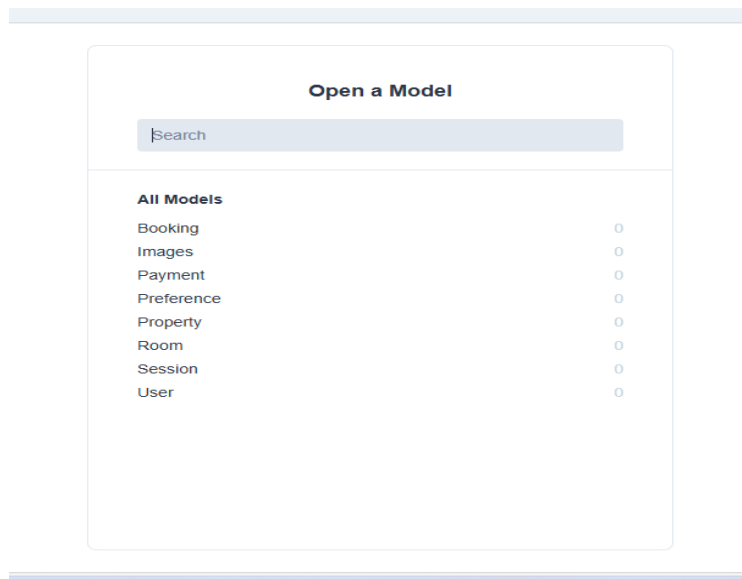 Open a Model
Search
All Models
Booking 0
Images 0
Payment 0
Preference 0
Property 0
Room 0
Session 0
User 0